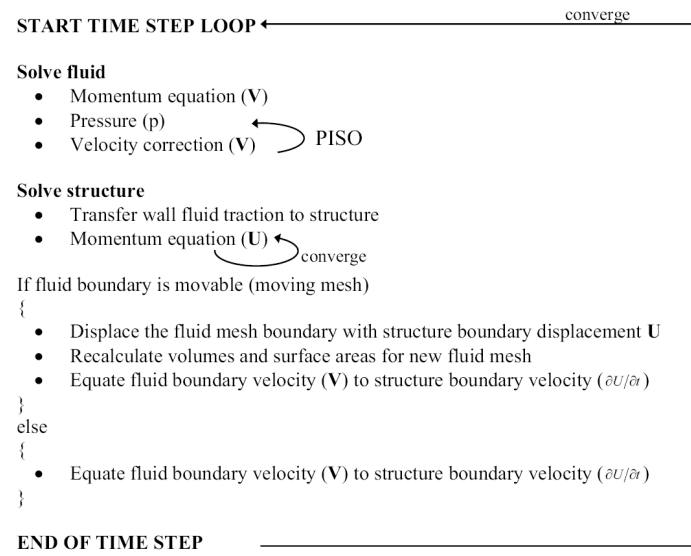 converge
START TIME STEP LOOP
Solve fluid
• Momentum equation (V)
• Pressure (p)
• Velocity correction (V)
PISO
Solve structure
• Transfer wall fluid traction to structure
• Momentum equation (U)
converge
If fluid boundary is movable (moving mesh)
{
• Displace the fluid mesh boundary with structure boundary displacement U
• Recalculate volumes and surface areas for new fluid mesh
• Equate fluid boundary velocity (V) to structure boundary velocity (∂U/∂t)
}
else
{
• Equate fluid boundary velocity (V) to structure boundary velocity (∂U/∂t)
}
END OF TIME STEP